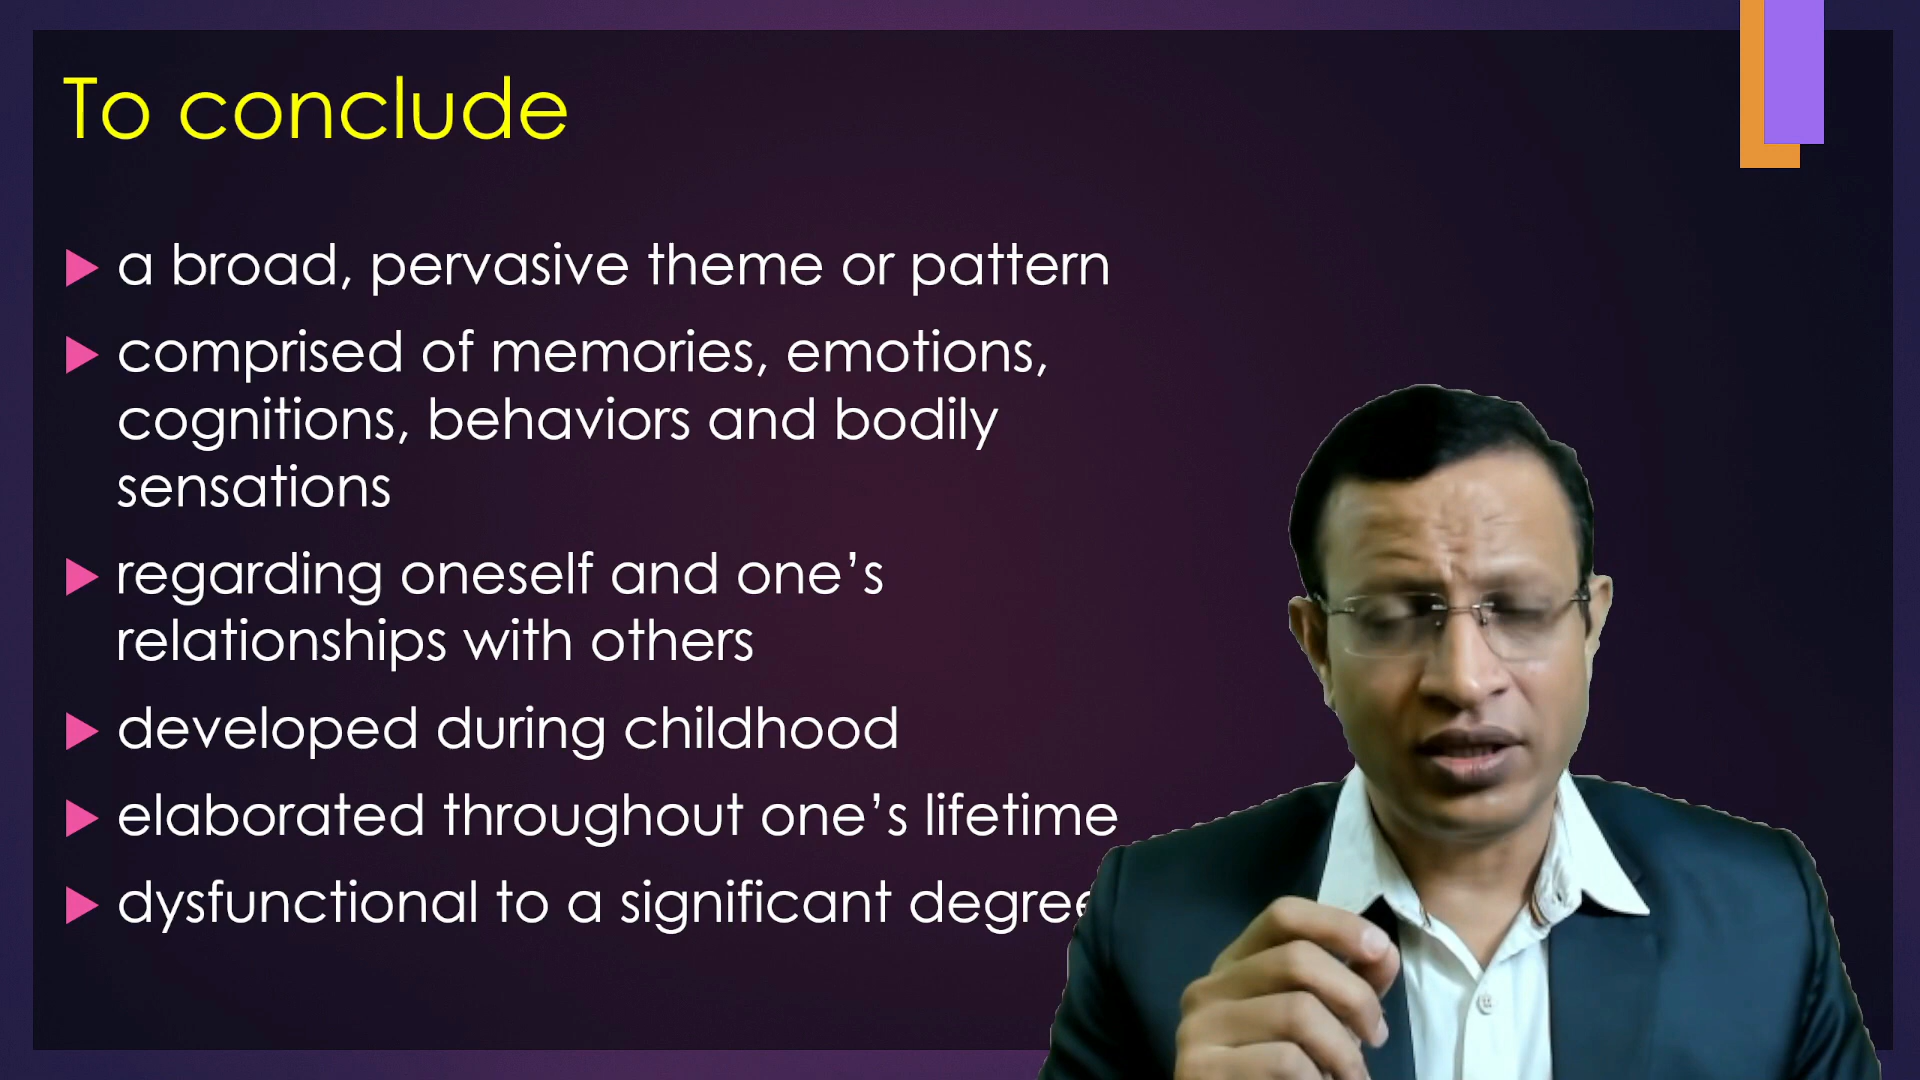 To conclude
a broad, pervasive theme or pattern
comprised of memories, emotions,
cognitions, behaviors and bodily
sensations
regarding oneself and one’s
relationships with others
developed during childhood
elaborated throughout one’s lifetime
dysfunctional to a significant degree